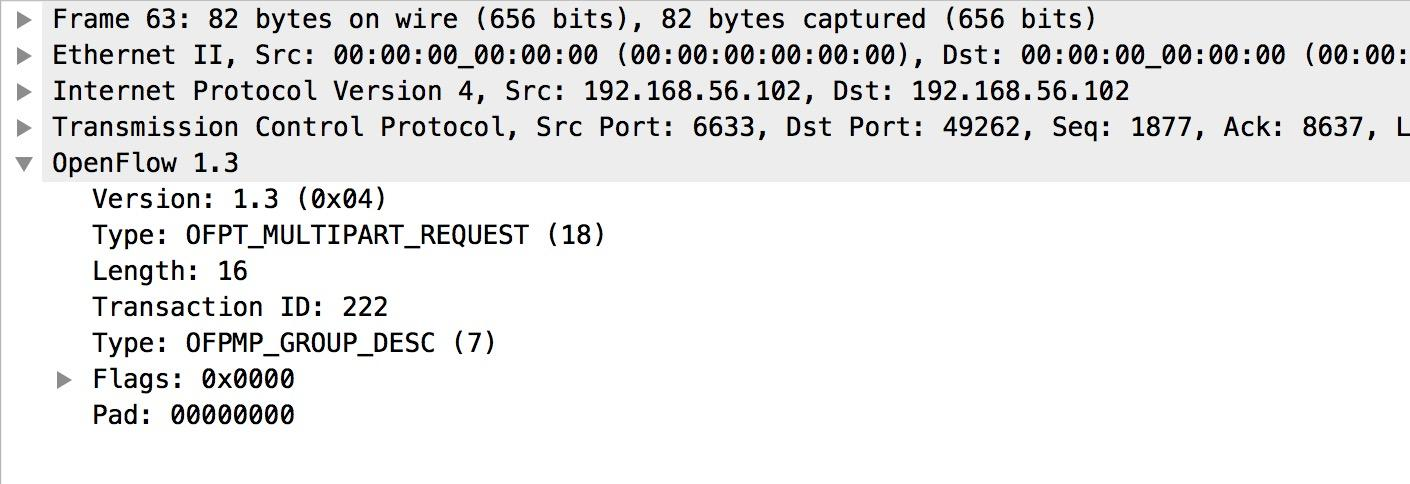 Frame 63: 82 bytes on wire (656 bits), 82 bytes captured (656 bits)
Ethernet II, Src: 00:00:00_00:00:00 (00:00:00:00:00:00), Dst: 00:00:00_00:00:00 (00:00:
Internet Protocol Version 4, Src: 192.168.56.102, Dst: 192.168.56.102
Transmission Control Protocol, Src Port: 6633, Dst Port: 49262, Seq: 1877, Ack: 8637, L
OpenFlow 1.3
Version: 1.3 (0x04)
Type: OFPT_MULTIPART_REQUEST (18)
Length: 16
Transaction ID: 222
Type: OFPMP_GROUP_DESC (7)
Flags: 0x0000
Pad: 00000000